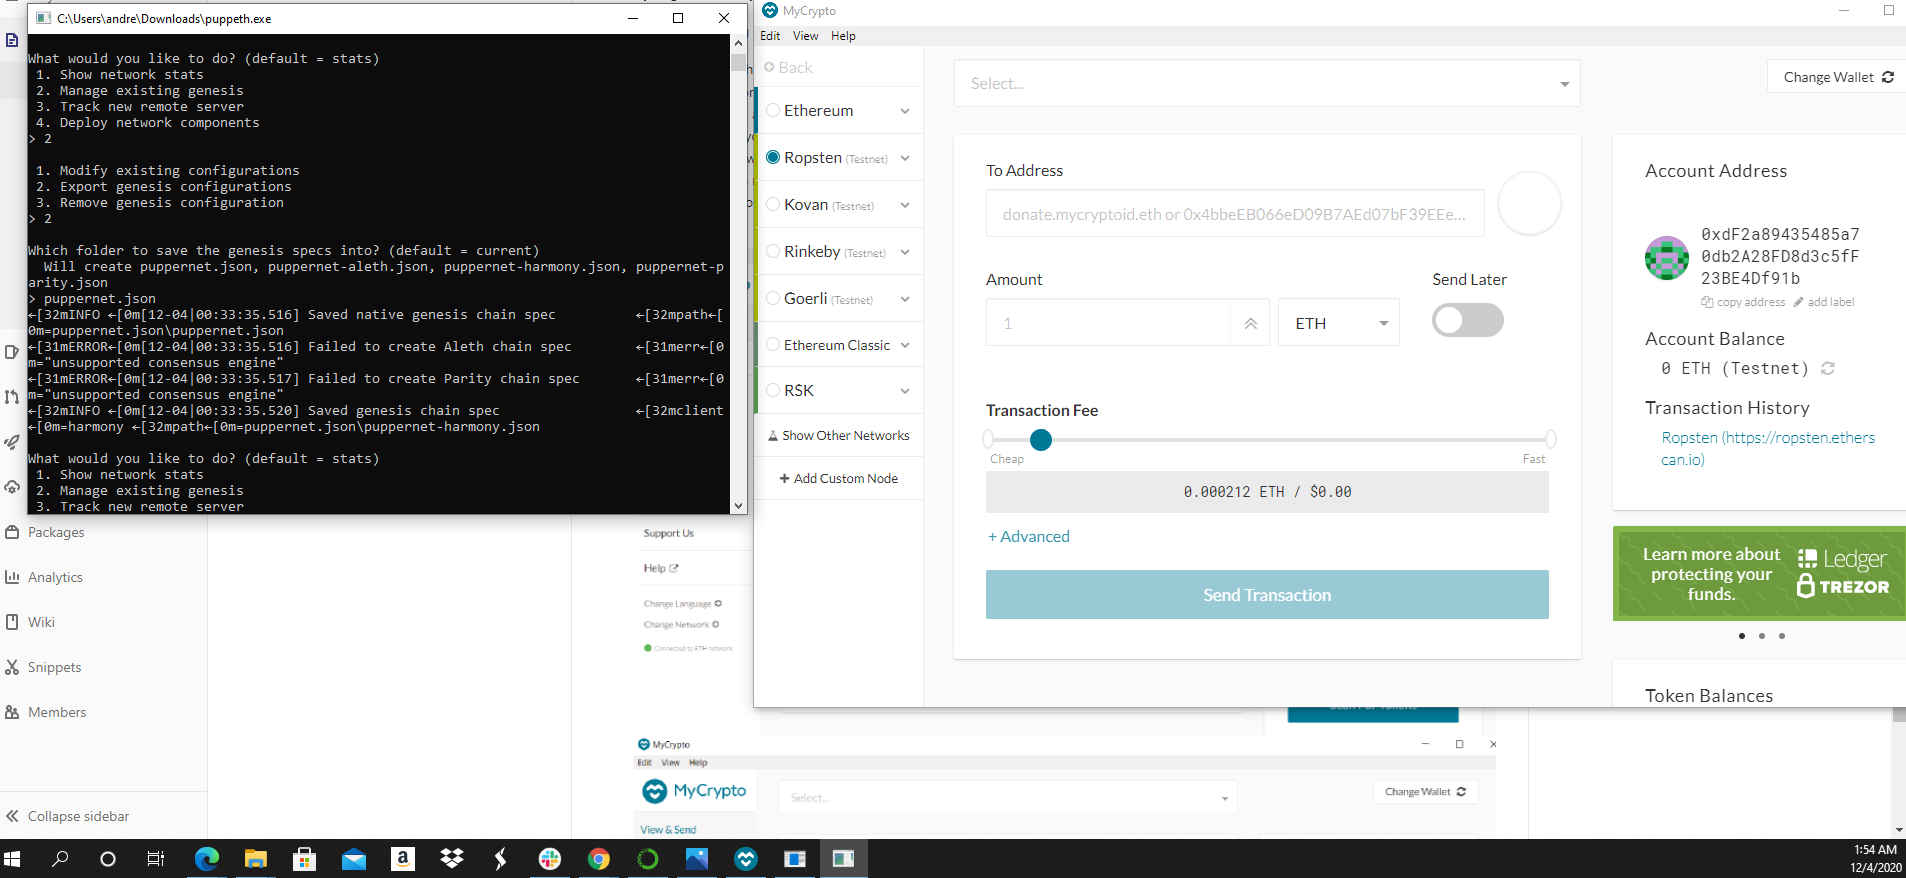 C:\Users\andre\Downloads\puppeth.exe
What would you like to do? (default = stats)
1. Show network stats
2. Manage existing genesis
3. Track new remote server
4. Deploy network components
> 2
1. Modify existing configurations
2. Export genesis configurations
3. Remove genesis configuration
> 2
Which folder to save the genesis specs into? (default = current)
Will create puppernet.json, puppernet-aleth.json, puppernet-harmony.json, puppernet-p
arity.json
> puppernet.json
←[32mINFO ←[0m[12-04|00:33:35.516] Saved native genesis chain spec ←[32mpath←[
0m=puppernet.json\puppernet.json
←[31mERROR←[0m[12-04|00:33:35.516] Failed to create Aleth chain spec ←[31merr←[0
m="unsupported consensus engine"
←[31mERROR←[0m[12-04|00:33:35.517] Failed to create Parity chain spec ←[31merr←[0
m="unsupported consensus engine"
←[32mINFO ←[0m[12-04|00:33:35.520] Saved genesis chain spec ←[32mclient
←[0m=harmony ←[32mpath←[0m=puppernet.json\puppernet-harmony.json
What would you like to do? (default = stats)
1. Show network stats
2. Manage existing genesis
3. Track new remote server
Packages
Analytics
Wiki
Snippets
Members
Collapse sidebar
Support Us
Help
Change Language
Change Network
Connected to ETH network
MyCrypto
Edit View Help
Back
Ethereum
Ropsten (Testnet)
Kovan (Testnet)
Rinkeby (Testnet)
Goerli (Testnet)
Ethereum Classic
RSK
Show Other Networks
+ Add Custom Node
Select...
Change Wallet
To Address
donate.mycryptoid.eth or 0x4bbeEB066eD09B7AEd07bF39EEe...
Amount
1
ETH
Send Later
Transaction Fee
Cheap
Fast
0.000212 ETH / $0.00
+ Advanced
Send Transaction
Account Address
0xdF2a89435485a7
0db2A28FD8d3c5fF
23BE4Df91b
copy address add label
Account Balance
0 ETH (Testnet)
Transaction History
Ropsten (https://ropsten.ethers
can.io)
Learn more about
protecting your
funds.
Ledger
TREZOR
Token Balances
MyCrypto
Edit View Help
MyCrypto
Select...
Change Wallet
View & Send
1:54 AM
12/4/2020